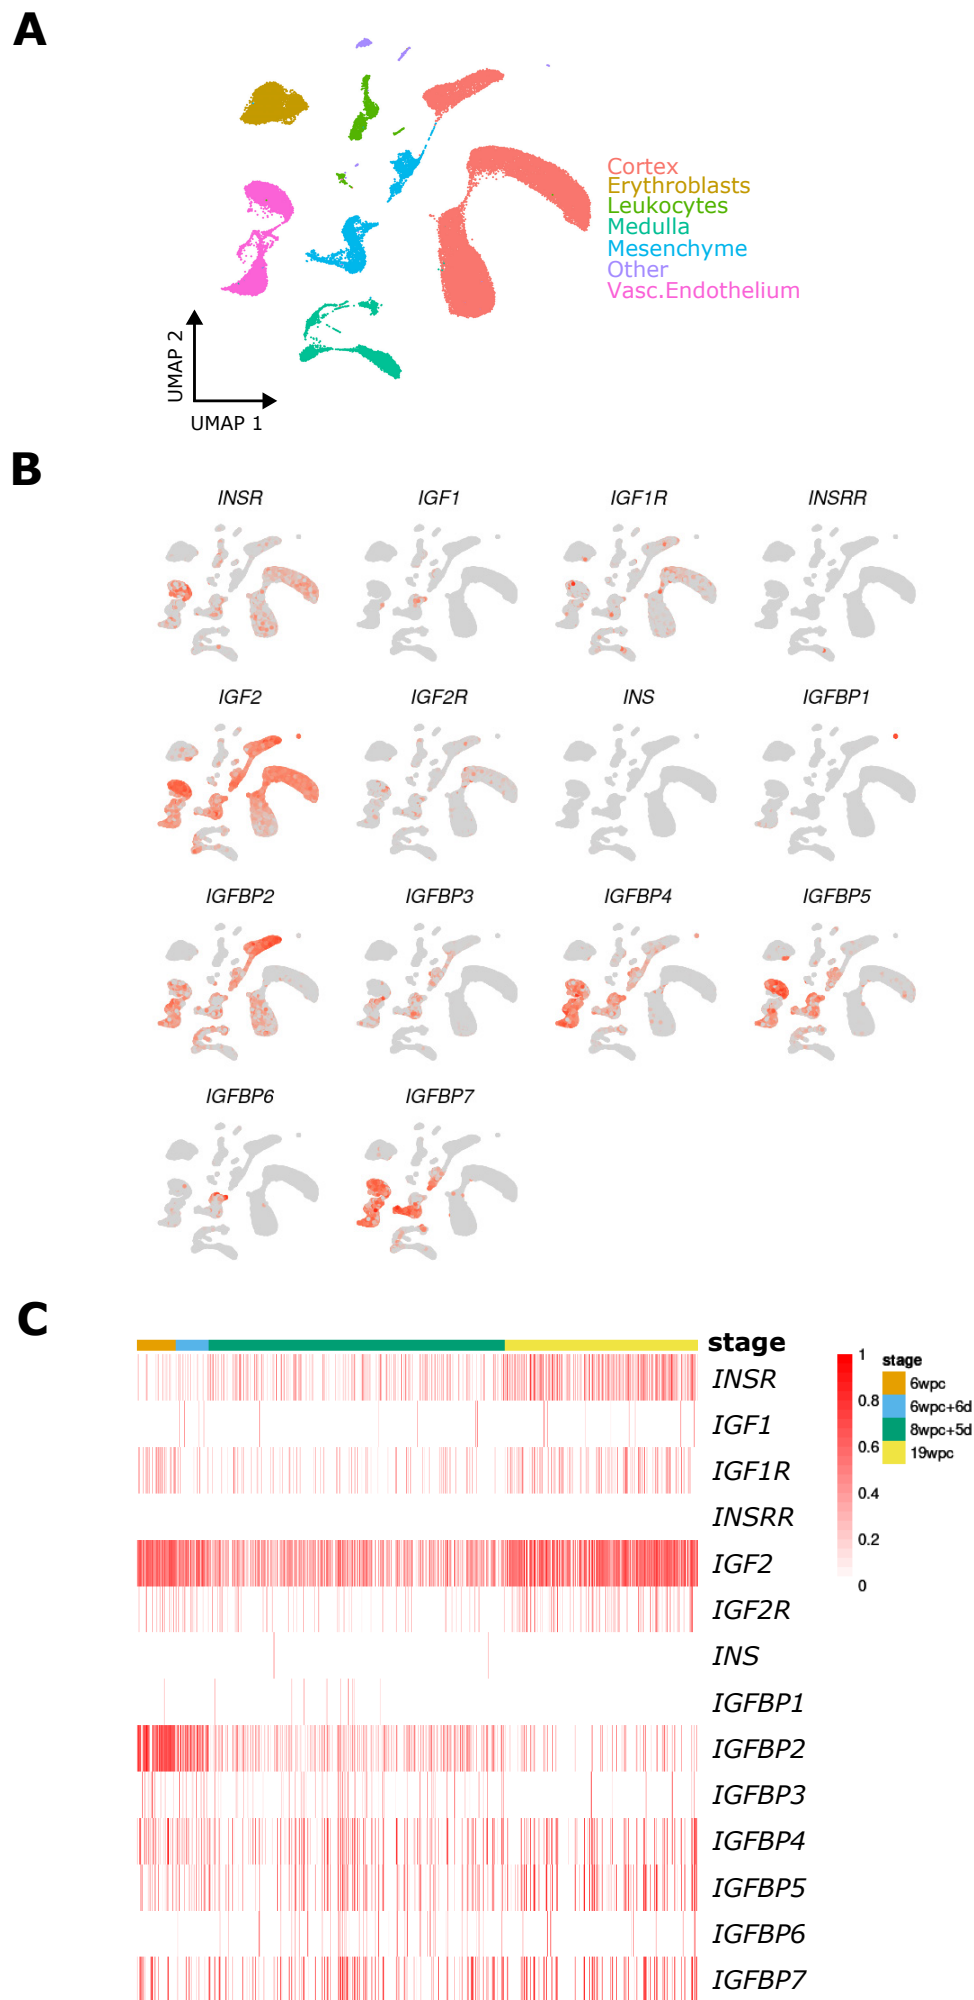 A
Cortex
Erythroblasts
Leukocytes
Medulla
Mesenchyme
Other
Vasc.Endothelium
UMAP 2
UMAP 1
B
INSR IGF1 IGF1R INSRR
IGF2 IGF2R INS IGFBP1
IGFBP2 IGFBP3 IGFBP4 IGFBP5
IGFBP6 IGFBP7
C
stage
INSR
IGF1
IGF1R
INSRR
IGF2
IGF2R
INS
IGFBP1
IGFBP2
IGFBP3
IGFBP4
IGFBP5
IGFBP6
IGFBP7
1
0.8
0.6
0.4
0.2
0
stage
6wpc
6wpc+6d
8wpc+5d
19wpc